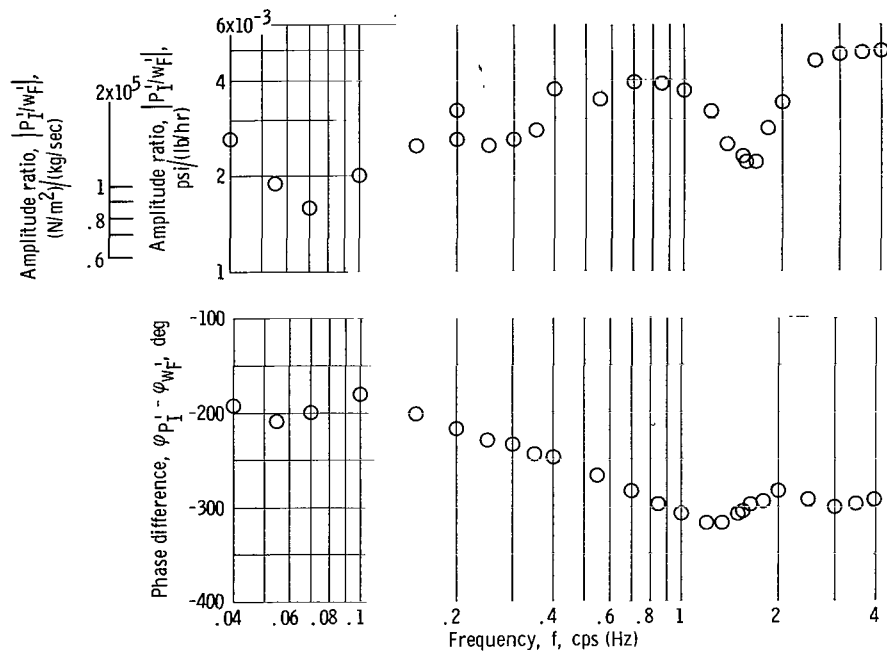 Amplitude ratio, |P'I/w'F|,
(N/m²)/(kg/sec)
2x10⁵
1
.8
.6
Amplitude ratio, |P'I/w'F|,
psi/(lb/hr)
6x10⁻³
4
2
1
Phase difference, φP'I - φw'F, deg
-100
-200
-300
-400
.04 .06 .08 0.1 .2 .4 .6 .8 1 2 4
Frequency, f, cps (Hz)